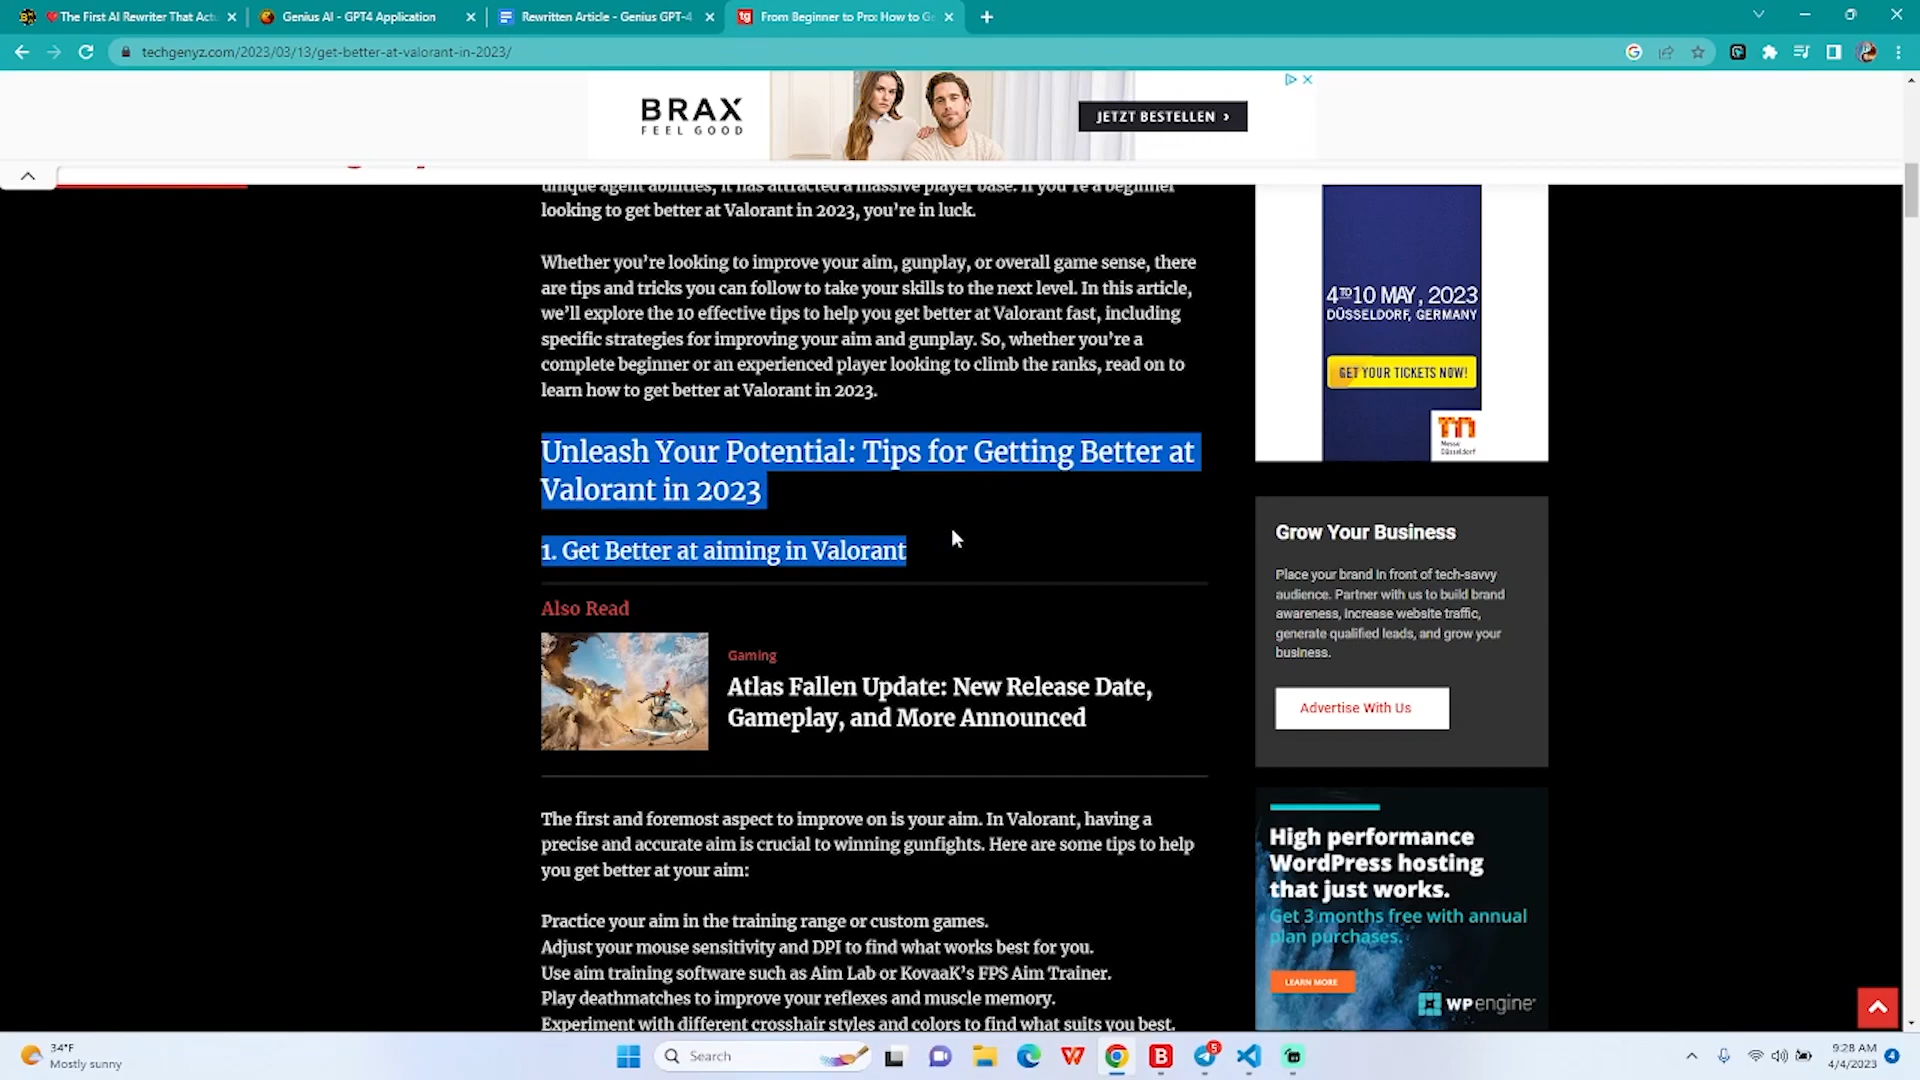 The First AI Rewriter That Actu
Genius AI - GPT4 Application
Rewritten Article - Genius GPT-4
From Beginner to Pro: How to Ge
techgenyz.com/2023/03/13/get-better-at-valorant-in-2023/
BRAX
FEEL GOOD
JETZT BESTELLEN ›
unique agent abilities, it has attracted a massive player base. If you're a beginner
looking to get better at Valorant in 2023, you're in luck.
Whether you're looking to improve your aim, gunplay, or overall game sense, there
are tips and tricks you can follow to take your skills to the next level. In this article,
we'll explore the 10 effective tips to help you get better at Valorant fast, including
specific strategies for improving your aim and gunplay. So, whether you're a
complete beginner or an experienced player looking to climb the ranks, read on to
learn how to get better at Valorant in 2023.
Unleash Your Potential: Tips for Getting Better at
Valorant in 2023
1. Get Better at aiming in Valorant
Also Read
Gaming
Atlas Fallen Update: New Release Date,
Gameplay, and More Announced
The first and foremost aspect to improve on is your aim. In Valorant, having a
precise and accurate aim is crucial to winning gunfights. Here are some tips to help
you get better at your aim:
Practice your aim in the training range or custom games.
Adjust your mouse sensitivity and DPI to find what works best for you.
Use aim training software such as Aim Lab or KovaaK's FPS Aim Trainer.
Play deathmatches to improve your reflexes and muscle memory.
Experiment with different crosshair styles and colors to find what suits you best.
4TO10 MAY, 2023
DÜSSELDORF, GERMANY
GET YOUR TICKETS NOW!
Messe
Düsseldorf
Grow Your Business
Place your brand in front of tech-savvy
audience. Partner with us to build brand
awareness, increase website traffic,
generate qualified leads, and grow your
business.
Advertise With Us
High performance
WordPress hosting
that just works.
Get 3 months free with annual
plan purchases.
LEARN MORE
WP engine
34°F
Mostly sunny
Search
5
9:28 AM
4/4/2023
4